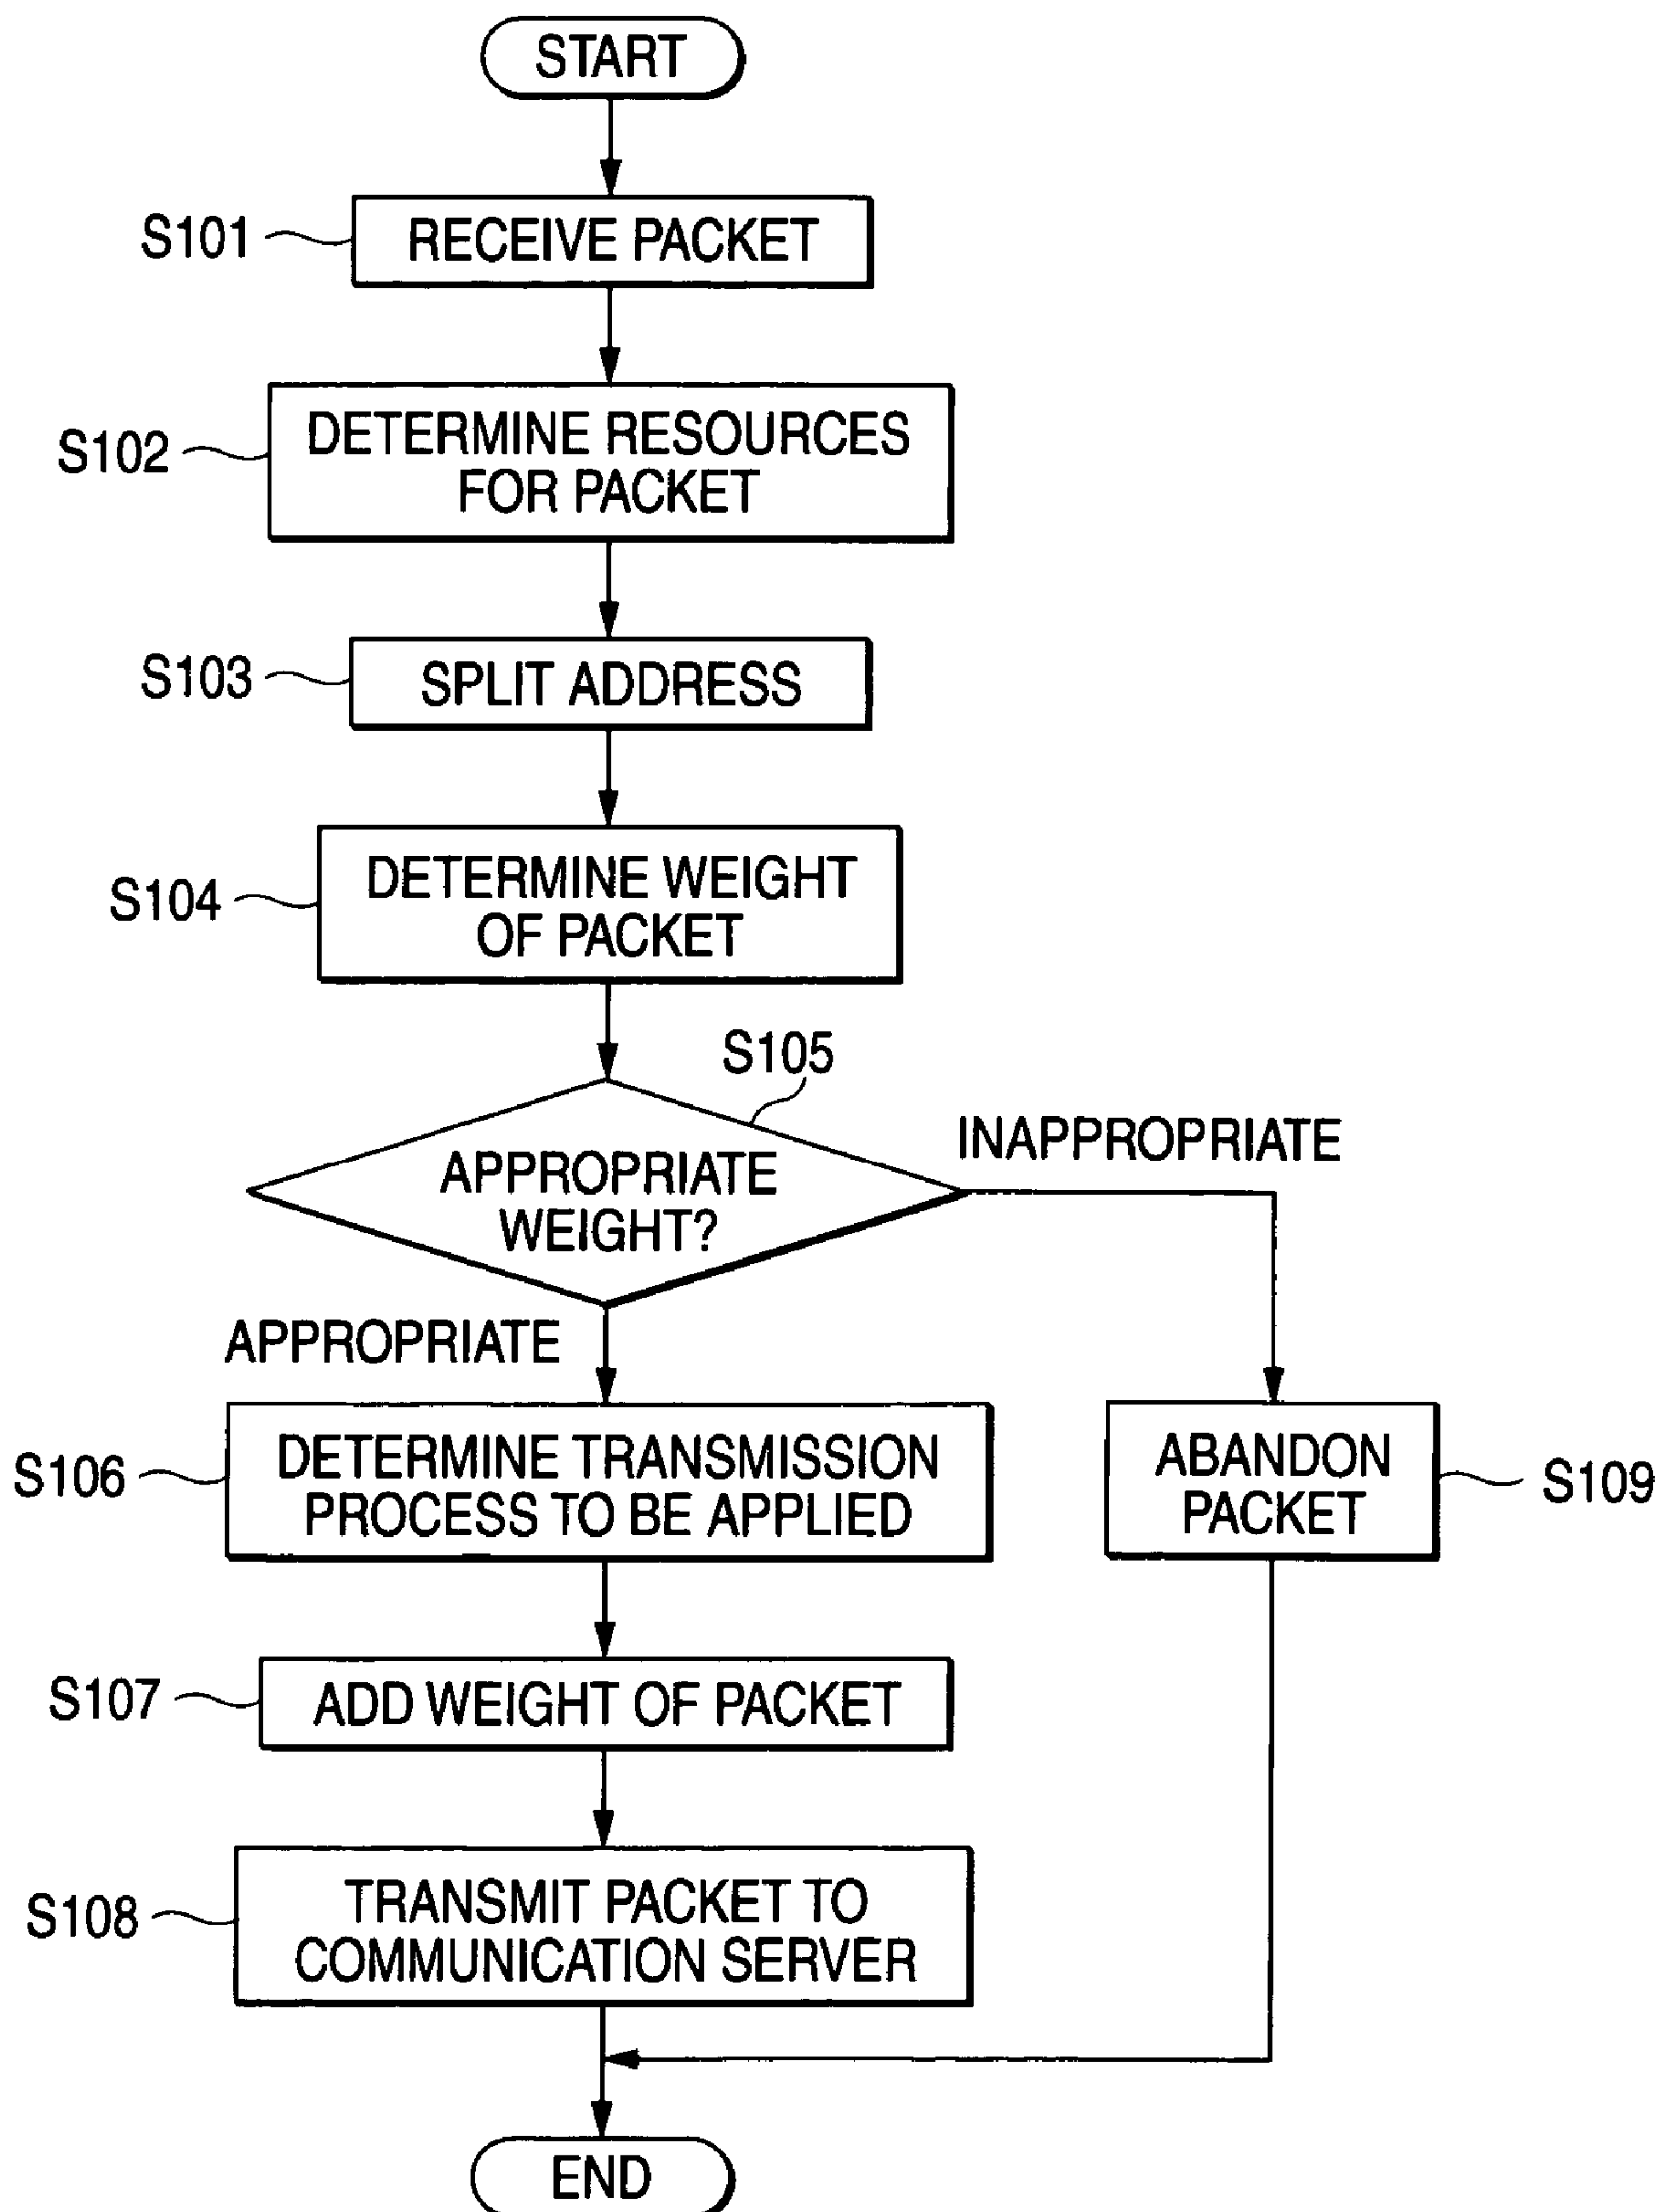 START
S101
RECEIVE PACKET
S102
DETERMINE RESOURCES
FOR PACKET
S103
SPLIT ADDRESS
S104
DETERMINE WEIGHT
OF PACKET
S105
APPROPRIATE
WEIGHT?
INAPPROPRIATE
APPROPRIATE
S106
DETERMINE TRANSMISSION
PROCESS TO BE APPLIED
ABANDON
PACKET
S109
S107
ADD WEIGHT OF PACKET
S108
TRANSMIT PACKET TO
COMMUNICATION SERVER
END